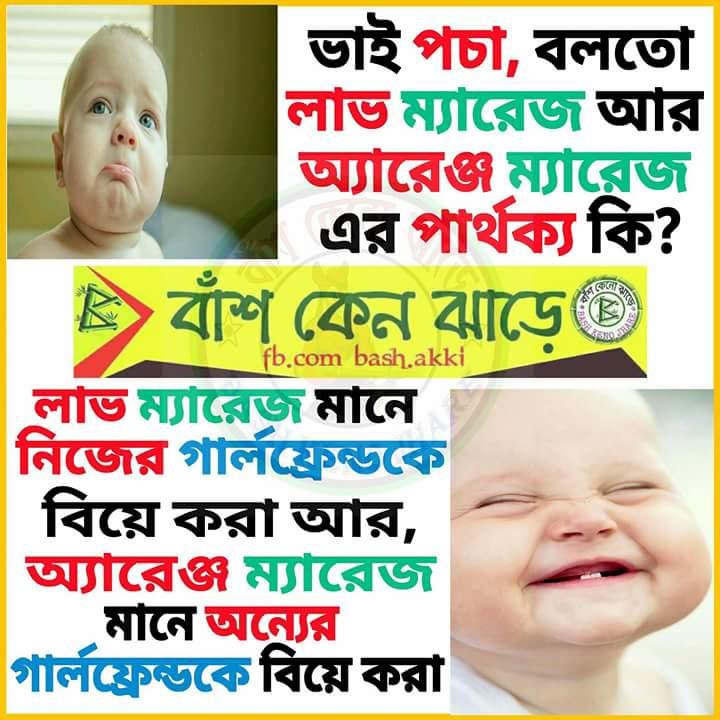 ভাই পচা, বলতো
লাভ ম্যারেজ আর
অ্যারেঞ্জ ম্যারেজ
এর পার্থক্য কি?
বাঁশ কেন ঝাড়ে
fb.com bash.akki
লাভ ম্যারেজ মানে
নিজের গার্লফ্রেন্ডকে
বিয়ে করা আর,
অ্যারেঞ্জ ম্যারেজ
মানে অন্যের
গার্লফ্রেন্ডকে বিয়ে করা